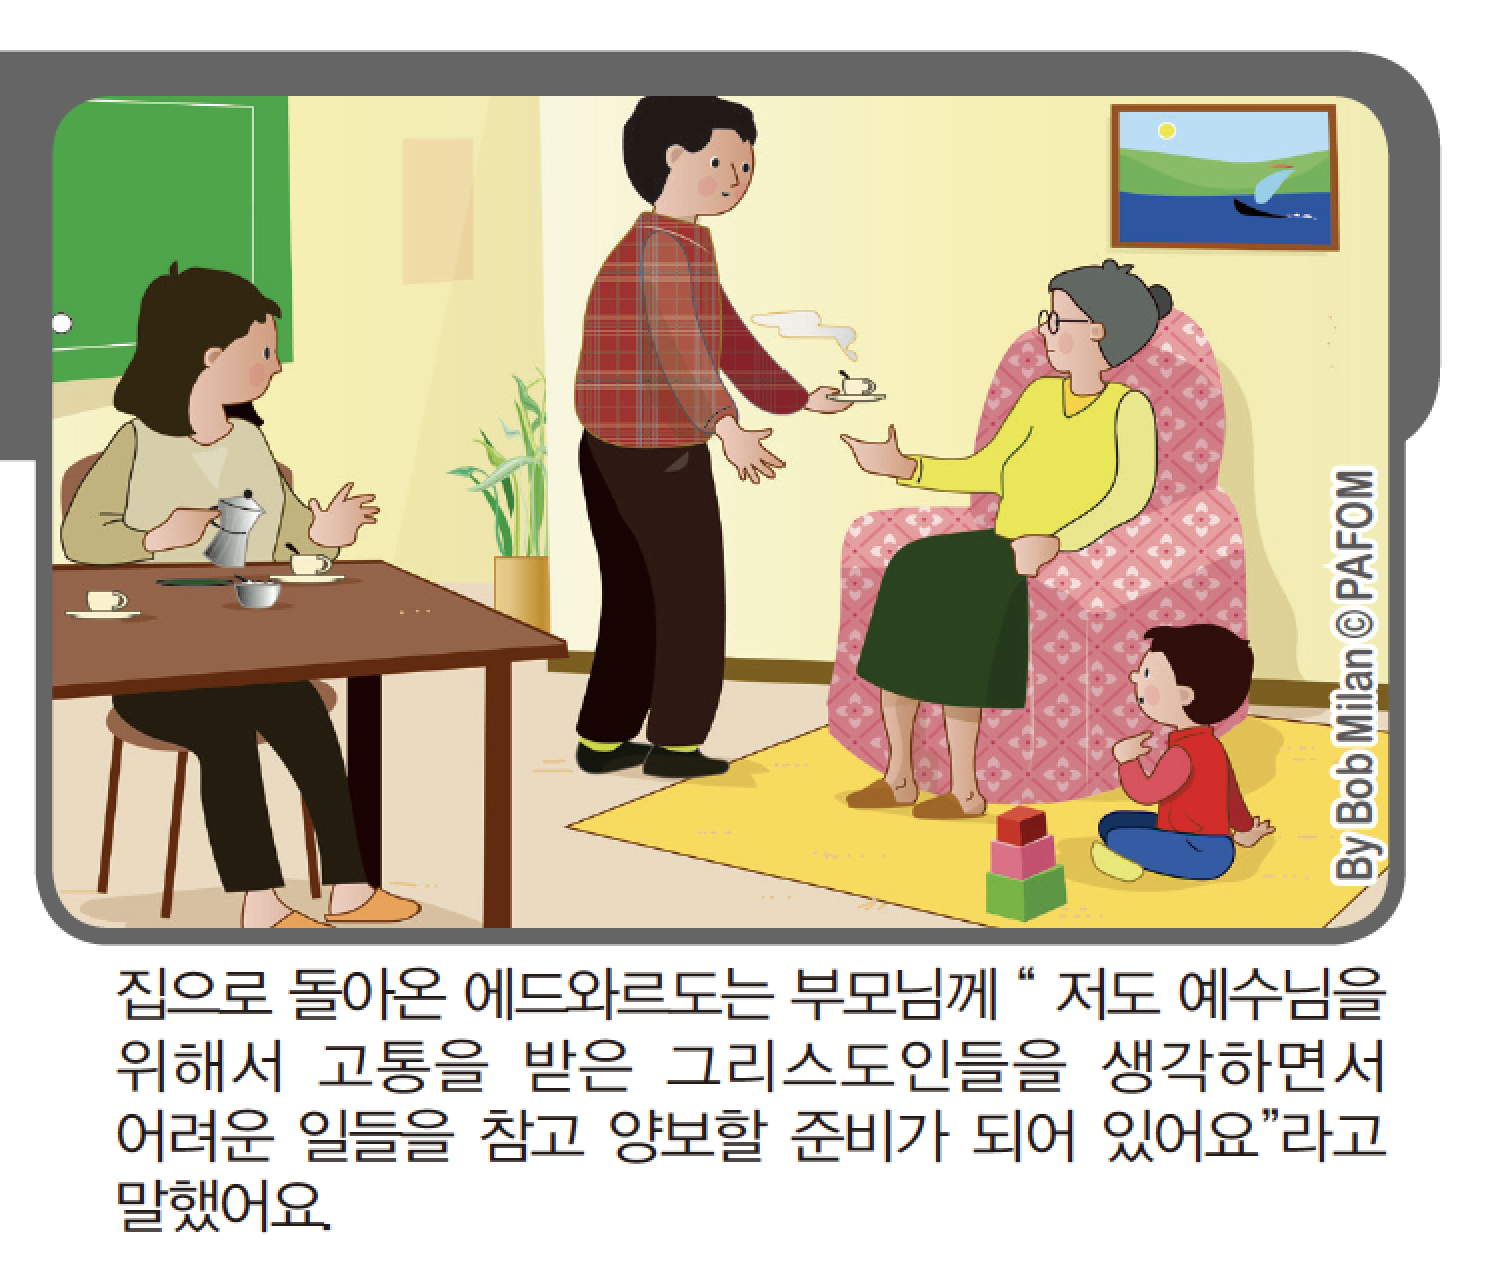 By Bob Milan © PAFOM
집으로 돌아온 에드와르도는 부모님께 “ 저도 예수님을
위해서 고통을 받은 그리스도인들을 생각하면서
어려운 일들을 참고 양보할 준비가 되어 있어요”라고
말했어요.